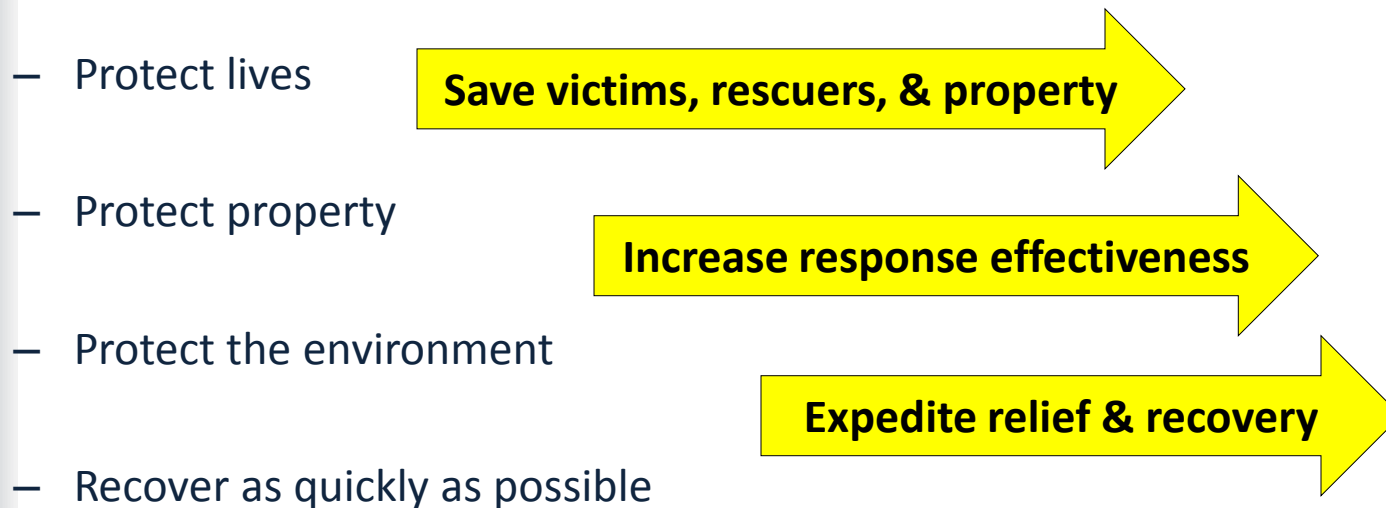 – Protect lives
Save victims, rescuers, & property
– Protect property
Increase response effectiveness
– Protect the environment
Expedite relief & recovery
– Recover as quickly as possible